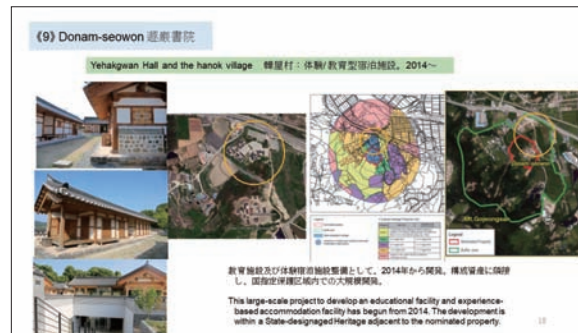 《9》 Donam-seowon 遯巖書院
Yehakgwan Hall and the hanok village 韓屋村：体験/教育型宿泊施設。2014～
Legend
教育施設及び体験宿泊施設整備として、2014年から開発。構成資産に隣接
し、国指定保護区域内での大規模開発。
This large-scale project to develop an educational facility and experience-
based accommodation facility has begun from 2014. The development is
within a State-designaged Heritage adjacent to the nominated property.
18